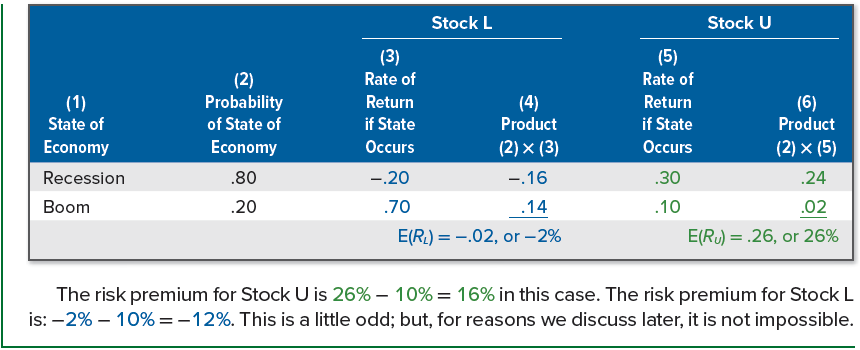 Stock L Stock U
(3) (5)
(2) Rate of Rate of
(1) Probability Return (4) Return (6)
State of of State of if State Product if State Product
Economy Economy Occurs (2) × (3) Occurs (2) × (5)
Recession .80 −.20 −.16 .30 .24
Boom .20 .70 .14 .10 .02
E(RL) = −.02, or −2% E(RU) = .26, or 26%
The risk premium for Stock U is 26% − 10% = 16% in this case. The risk premium for Stock L
is: −2% − 10% = −12%. This is a little odd; but, for reasons we discuss later, it is not impossible.